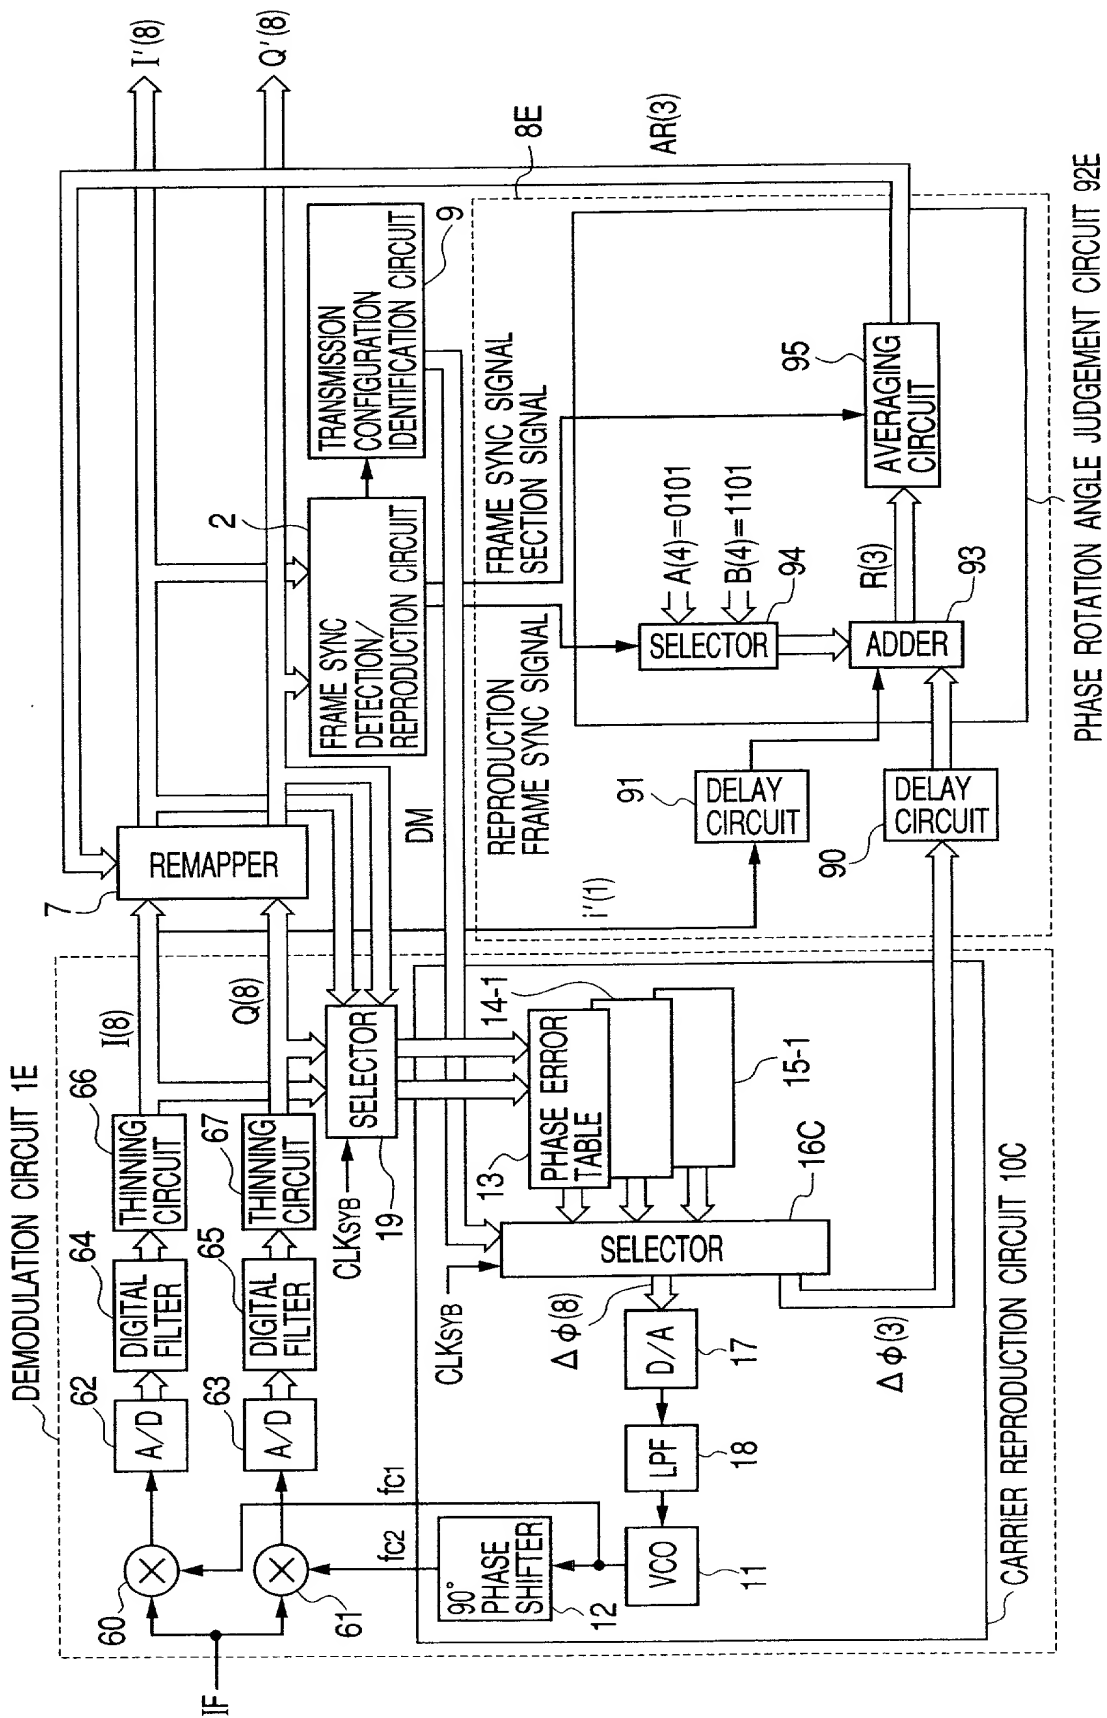 DEMODULATION CIRCUIT 1E
IF
60
61
62
A/D
63
A/D
64
DIGITAL
FILTER
65
DIGITAL
FILTER
66
THINNING
CIRCUIT
67
THINNING
CIRCUIT
I(8)
Q(8)
7
REMAPPER
I'(8)
Q'(8)
fC1
fC2
CLKSYB
19
SELECTOR
2
FRAME SYNC
DETECTION/
REPRODUCTION CIRCUIT
9
TRANSMISSION
CONFIGURATION
IDENTIFICATION CIRCUIT
DM
90°
PHASE
SHIFTER
12
VCO
11
LPF
18
D/A
17
Δφ(8)
CLKSYB
SELECTOR
16C
13
PHASE ERROR
TABLE
14-1
15-1
Δφ(3)
CARRIER REPRODUCTION CIRCUIT 10C
i'(1)
REPRODUCTION
FRAME SYNC SIGNAL
FRAME SYNC SIGNAL
SECTION SIGNAL
8E
AR(3)
91
DELAY
CIRCUIT
90
DELAY
CIRCUIT
SELECTOR
94
A(4)=0101
B(4)=1101
ADDER
93
R(3)
AVERAGING
CIRCUIT
95
PHASE ROTATION ANGLE JUDGEMENT CIRCUIT 92E